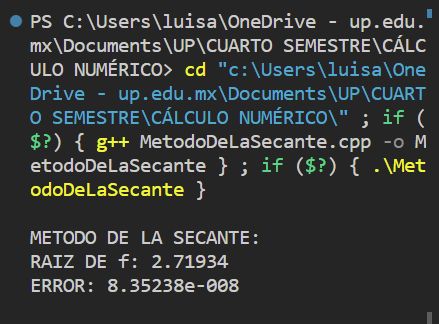 PS C:\Users\luisa\OneDrive - up.edu.
mx\Documents\UP\CUARTO SEMESTRE\CÁLC
ULO NUMÉRICO> cd "c:\Users\luisa\One
Drive - up.edu.mx\Documents\UP\CUART
O SEMESTRE\CÁLCULO NUMÉRICO\" ; if (
$?) { g++ MetodoDeLaSecante.cpp -o M
etodoDeLaSecante } ; if ($?) { .\Met
odoDeLaSecante }
METODO DE LA SECANTE:
RAIZ DE f: 2.71934
ERROR: 8.35238e-008